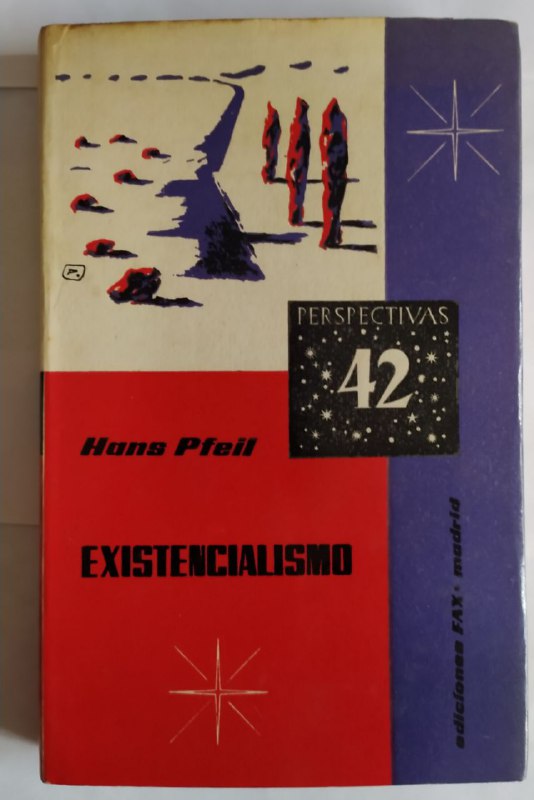 P.
PERSPECTIVAS
42
Hans Pfeil
EXISTENCIALISMO
ediciones FAX • madrid